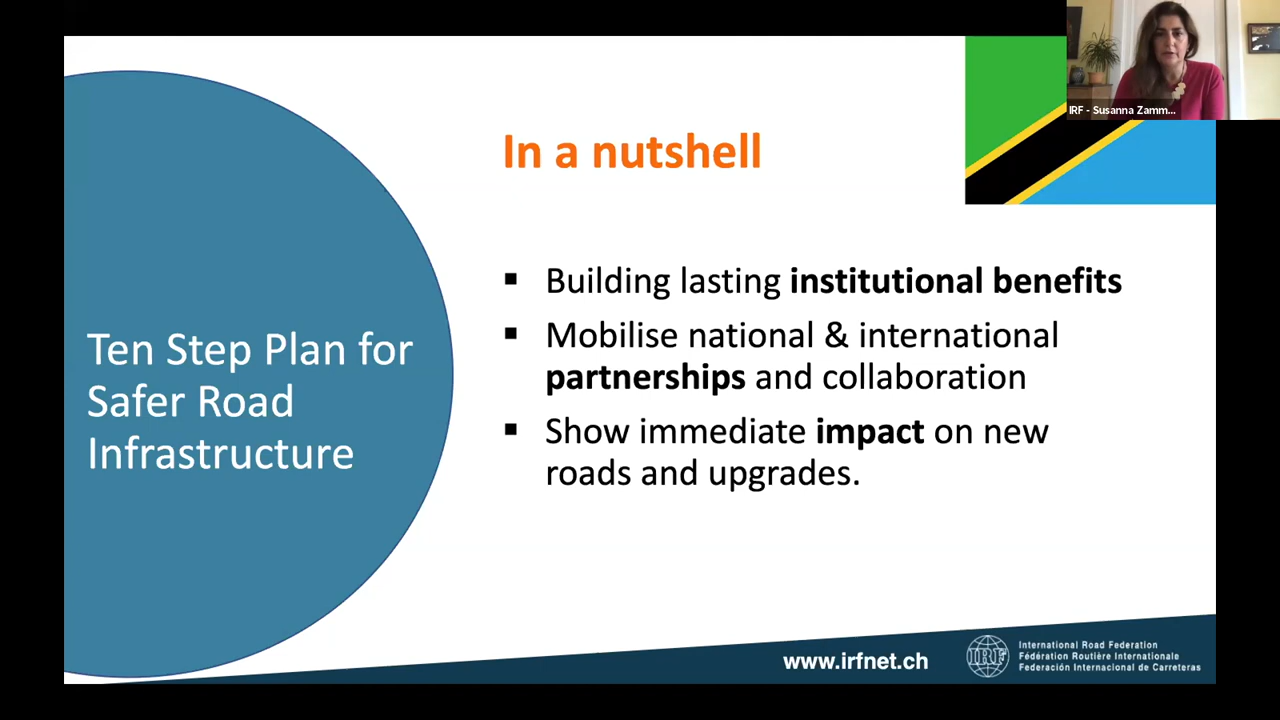 IRF - Susanna Zamm...
In a nutshell
Ten Step Plan for
Safer Road
Infrastructure
▪ Building lasting institutional benefits
▪ Mobilise national & international
partnerships and collaboration
▪ Show immediate impact on new
roads and upgrades.
www.irfnet.ch
IRF
International Road Federation
Fédération Routière Internationale
Federación Internacional de Carreteras